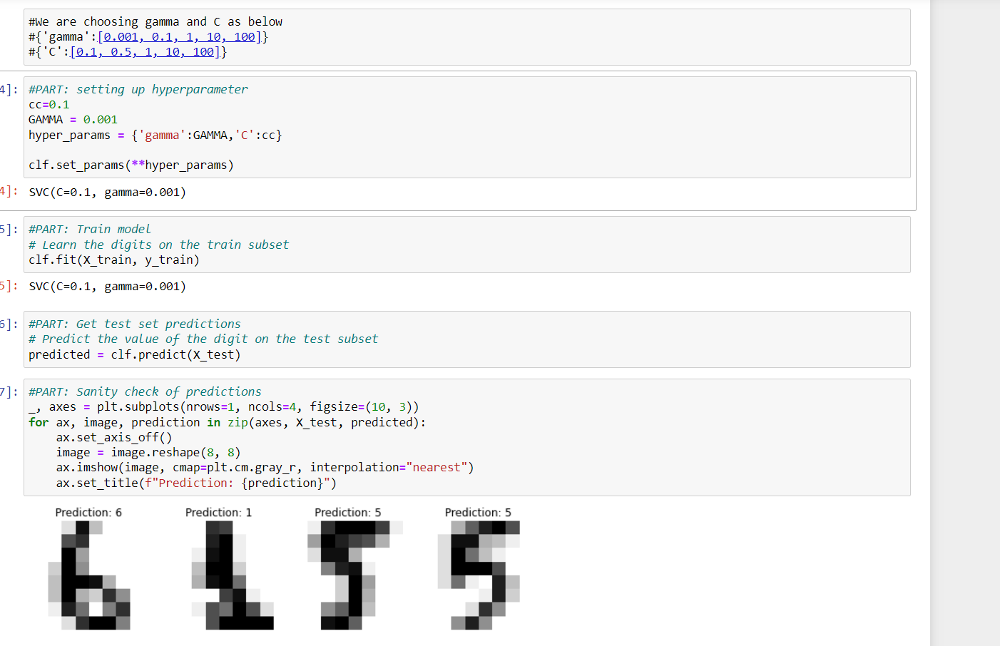 #We are choosing gamma and C as below
#{'gamma':[0.001, 0.1, 1, 10, 100]}
#{'C':[0.1, 0.5, 1, 10, 100]}
4]: #PART: setting up hyperparameter
cc=0.1
GAMMA = 0.001
hyper_params = {'gamma':GAMMA,'C':cc}
clf.set_params(**hyper_params)
4]: SVC(C=0.1, gamma=0.001)
5]: #PART: Train model
# Learn the digits on the train subset
clf.fit(X_train, y_train)
5]: SVC(C=0.1, gamma=0.001)
6]: #PART: Get test set predictions
# Predict the value of the digit on the test subset
predicted = clf.predict(X_test)
7]: #PART: Sanity check of predictions
_, axes = plt.subplots(nrows=1, ncols=4, figsize=(10, 3))
for ax, image, prediction in zip(axes, X_test, predicted):
    ax.set_axis_off()
    image = image.reshape(8, 8)
    ax.imshow(image, cmap=plt.cm.gray_r, interpolation="nearest")
    ax.set_title(f"Prediction: {prediction}")
Prediction: 6 Prediction: 1 Prediction: 5 Prediction: 5